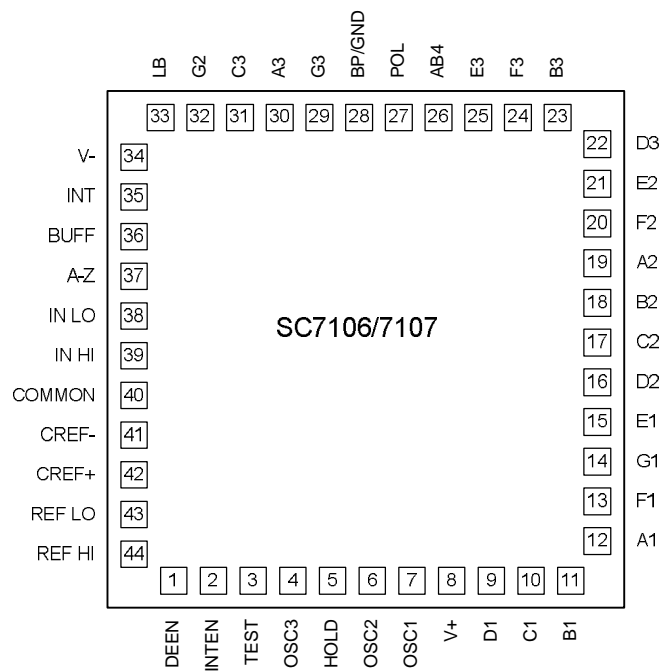 LB G2 C3 A3 G3 BP/GND POL AB4 E3 F3 B3
33 32 31 30 29 28 27 26 25 24 23
V- 34
INT 35
BUFF 36
A-Z 37
IN LO 38
IN HI 39
COMMON 40
CREF- 41
CREF+ 42
REF LO 43
REF HI 44
SC7106/7107
22 D3
21 E2
20 F2
19 A2
18 B2
17 C2
16 D2
15 E1
14 G1
13 F1
12 A1
1 2 3 4 5 6 7 8 9 10 11
DEEN INTEN TEST OSC3 HOLD OSC2 OSC1 V+ D1 C1 B1